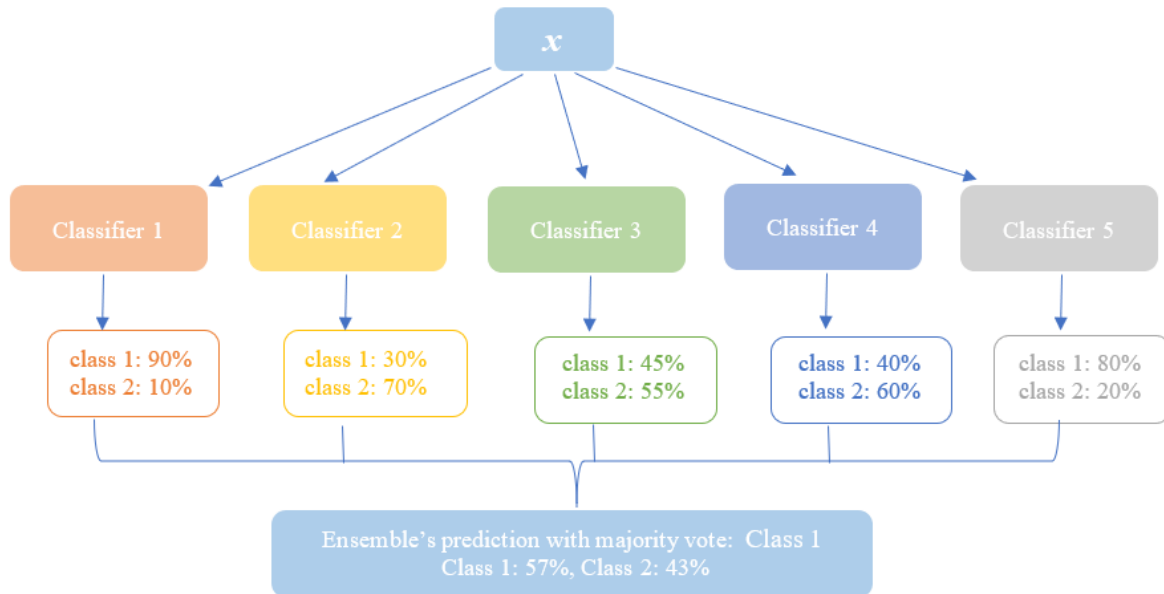 x
Classifier 1
Classifier 2
Classifier 3
Classifier 4
Classifier 5
class 1: 90%
class 2: 10%
class 1: 30%
class 2: 70%
class 1: 45%
class 2: 55%
class 1: 40%
class 2: 60%
class 1: 80%
class 2: 20%
Ensemble’s prediction with majority vote: Class 1
Class 1: 57%, Class 2: 43%